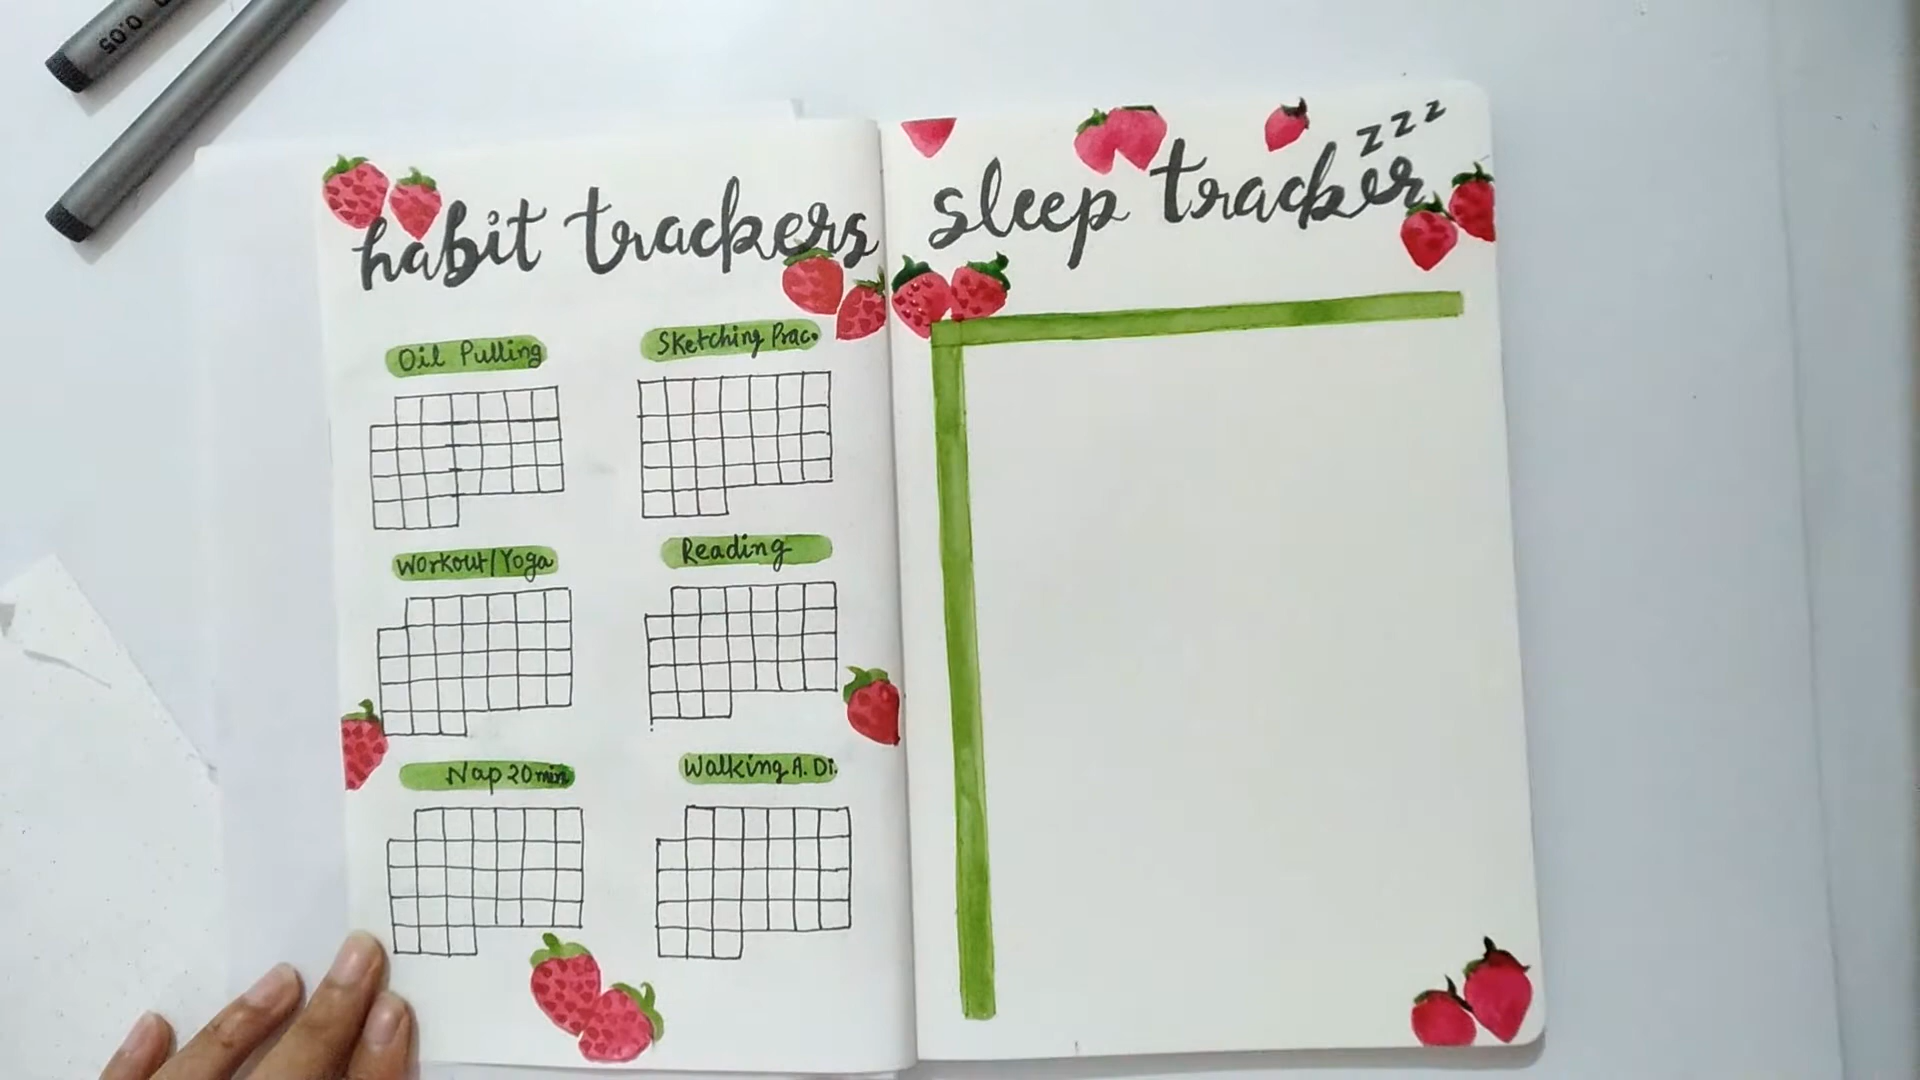 0.05
habit trackers
Oil Pulling
Sketching Prac.
Workout/Yoga
Reading
Nap 20 min
Walking A. Di.
sleep tracker
zzz